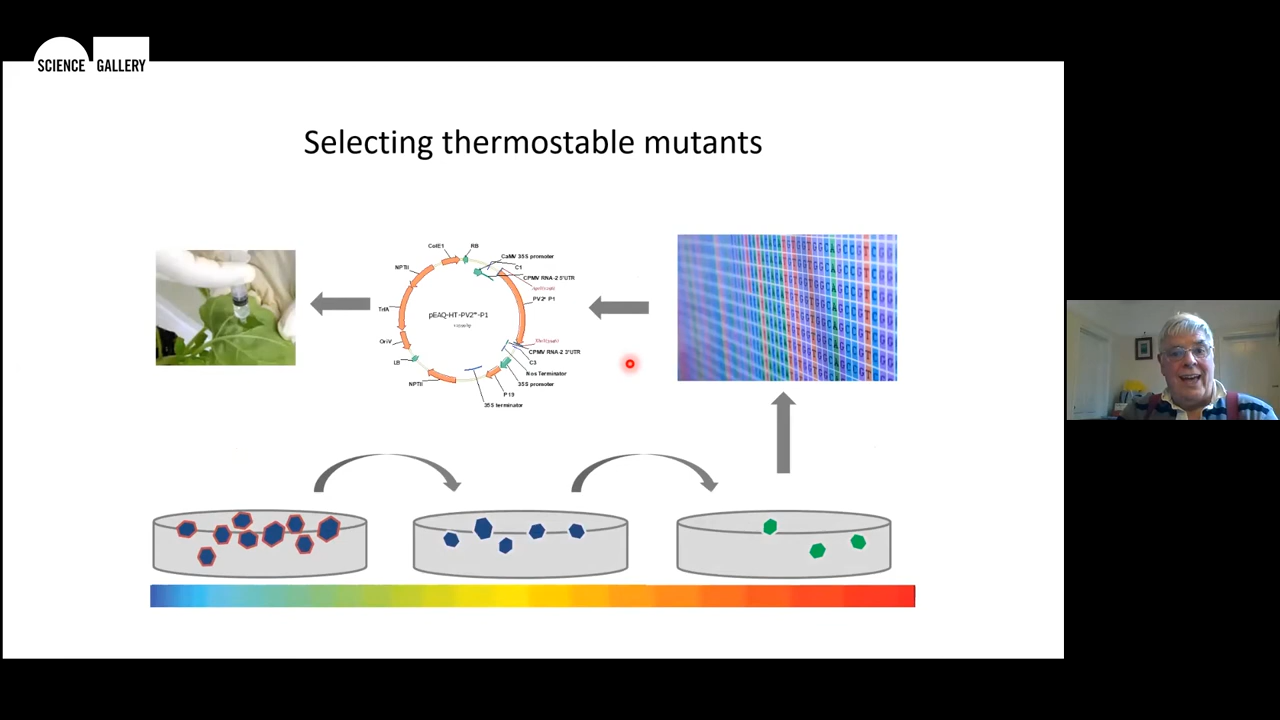 SCIENCE GALLERY
Selecting thermostable mutants
ColE1
RB
CaMV 35S promoter
C1
CPMV RNA-2 5'UTR
NPTII
PV2* P1
TrfA
pEAQ-HT-PV2*-P1
OriV
CPMV RNA-2 3'UTR
LB
C3
Nos Terminator
NPTII
35S promoter
P19
35S terminator